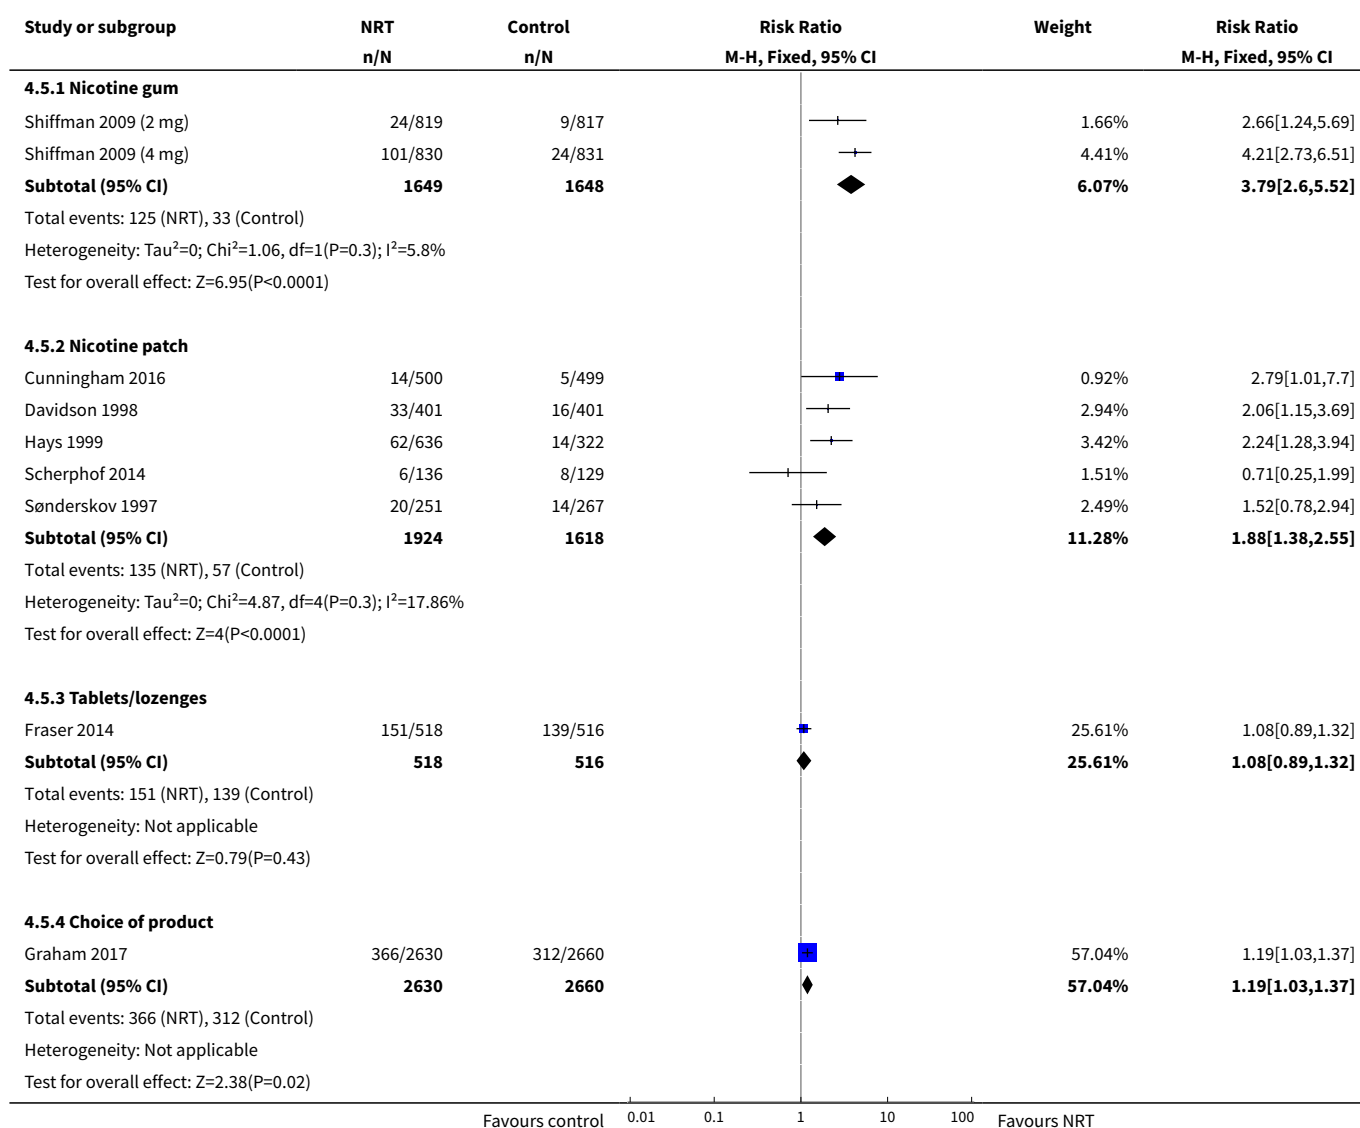 Study or subgroup NRT Control Risk Ratio Weight Risk Ratio
n/N n/N M-H, Fixed, 95% CI M-H, Fixed, 95% CI
4.5.1 Nicotine gum
Shiffman 2009 (2 mg) 24/819 9/817 1.66% 2.66[1.24,5.69]
Shiffman 2009 (4 mg) 101/830 24/831 4.41% 4.21[2.73,6.51]
Subtotal (95% CI) 1649 1648 6.07% 3.79[2.6,5.52]
Total events: 125 (NRT), 33 (Control)
Heterogeneity: Tau²=0; Chi²=1.06, df=1(P=0.3); I²=5.8%
Test for overall effect: Z=6.95(P<0.0001)
4.5.2 Nicotine patch
Cunningham 2016 14/500 5/499 0.92% 2.79[1.01,7.7]
Davidson 1998 33/401 16/401 2.94% 2.06[1.15,3.69]
Hays 1999 62/636 14/322 3.42% 2.24[1.28,3.94]
Scherphof 2014 6/136 8/129 1.51% 0.71[0.25,1.99]
Sønderskov 1997 20/251 14/267 2.49% 1.52[0.78,2.94]
Subtotal (95% CI) 1924 1618 11.28% 1.88[1.38,2.55]
Total events: 135 (NRT), 57 (Control)
Heterogeneity: Tau²=0; Chi²=4.87, df=4(P=0.3); I²=17.86%
Test for overall effect: Z=4(P<0.0001)
4.5.3 Tablets/lozenges
Fraser 2014 151/518 139/516 25.61% 1.08[0.89,1.32]
Subtotal (95% CI) 518 516 25.61% 1.08[0.89,1.32]
Total events: 151 (NRT), 139 (Control)
Heterogeneity: Not applicable
Test for overall effect: Z=0.79(P=0.43)
4.5.4 Choice of product
Graham 2017 366/2630 312/2660 57.04% 1.19[1.03,1.37]
Subtotal (95% CI) 2630 2660 57.04% 1.19[1.03,1.37]
Total events: 366 (NRT), 312 (Control)
Heterogeneity: Not applicable
Test for overall effect: Z=2.38(P=0.02)
Favours control 0.01 0.1 1 10 100 Favours NRT